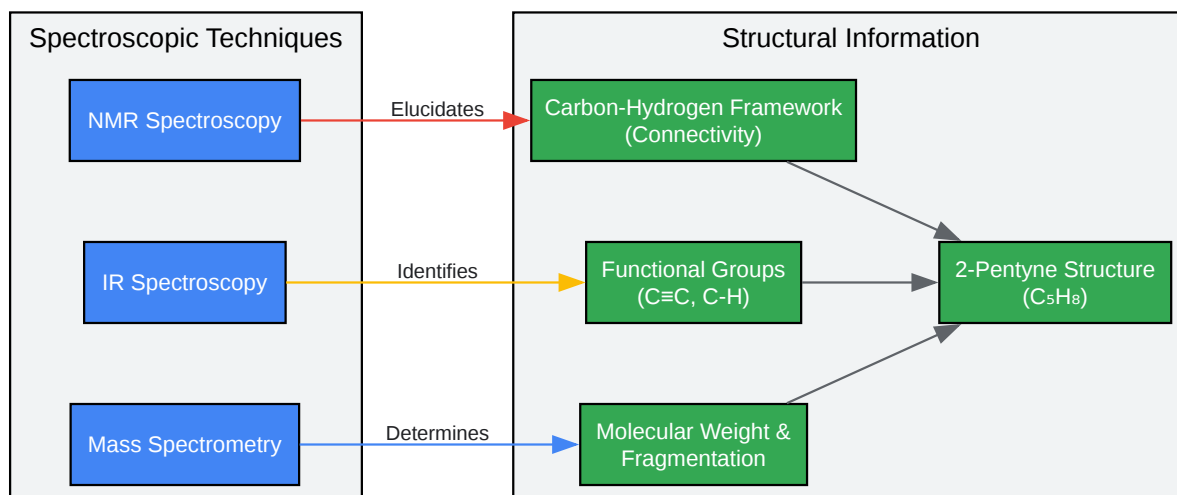 Spectroscopic Techniques
Structural Information
NMR Spectroscopy
Elucidates
Carbon-Hydrogen Framework
(Connectivity)
IR Spectroscopy
Identifies
Functional Groups
(C≡C, C-H)
2-Pentyne Structure
(C₅H₈)
Mass Spectrometry
Determines
Molecular Weight &
Fragmentation